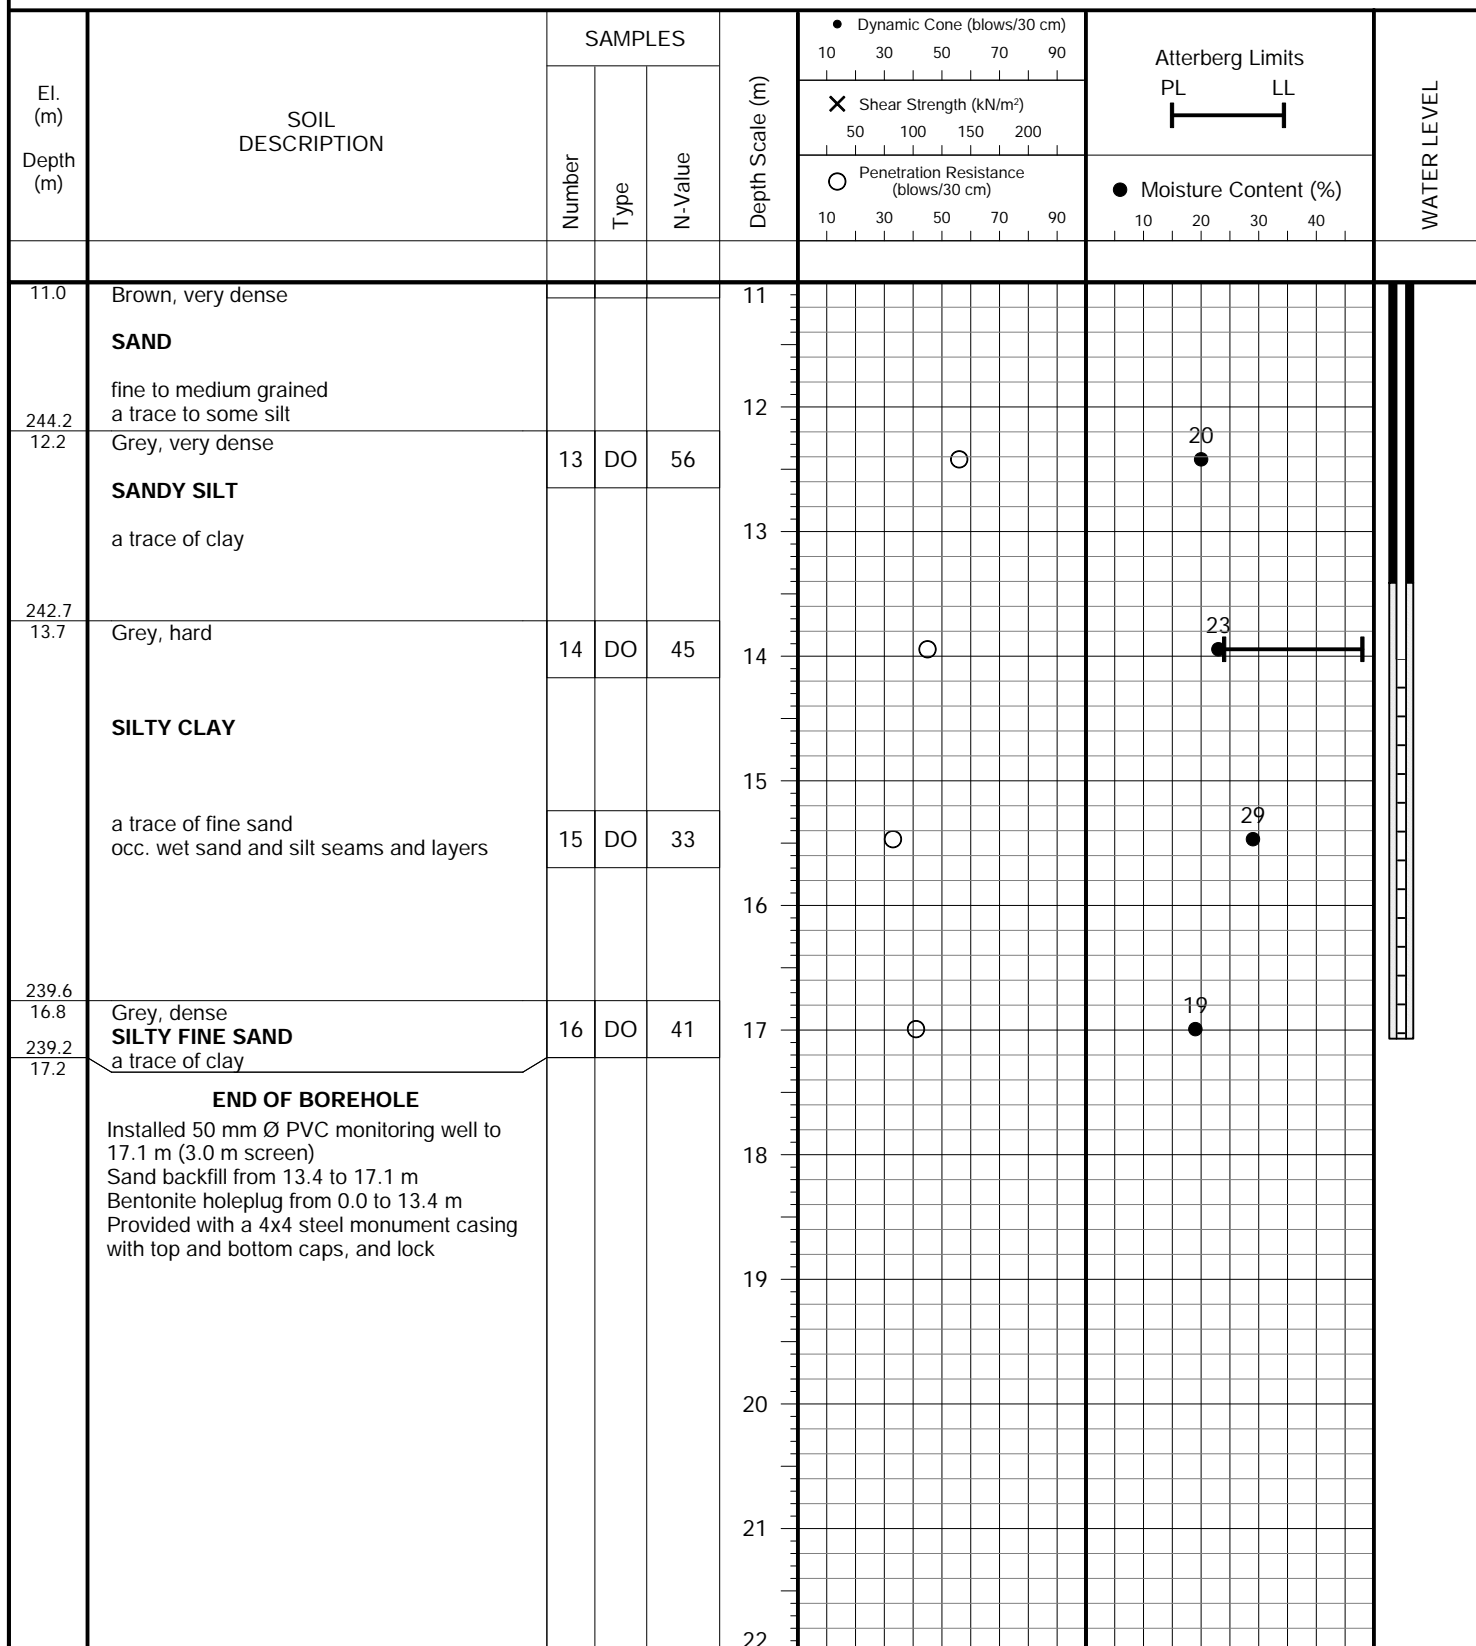 El.
(m)
Depth
(m)
SOIL
DESCRIPTION
SAMPLES
Number
Type
N-Value
Depth Scale (m)
Dynamic Cone (blows/30 cm)
10 30 50 70 90
Shear Strength (kN/m²)
50 100 150 200
Penetration Resistance
(blows/30 cm)
10 30 50 70 90
Atterberg Limits
PL LL
Moisture Content (%)
10 20 30 40
WATER LEVEL
11.0 Brown, very dense 11
SAND
fine to medium grained
a trace to some silt 12
244.2
12.2 Grey, very dense 20
13 DO 56
SANDY SILT
a trace of clay 13
242.7
13.7 Grey, hard 23
14 DO 45 14
SILTY CLAY
15
a trace of fine sand 29
occ. wet sand and silt seams and layers 15 DO 33
16
239.6
16.8 Grey, dense 19
SILTY FINE SAND 16 DO 41 17
239.2
17.2 a trace of clay
END OF BOREHOLE
Installed 50 mm Ø PVC monitoring well to
17.1 m (3.0 m screen) 18
Sand backfill from 13.4 to 17.1 m
Bentonite holeplug from 0.0 to 13.4 m
Provided with a 4x4 steel monument casing
with top and bottom caps, and lock
19
20
21
22